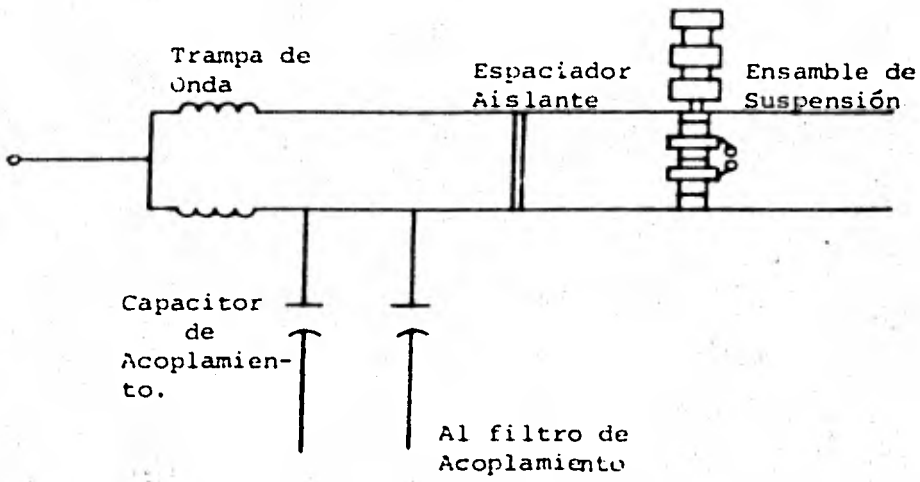 Trampa de
Onda
Espaciador
Aislante
Ensamble de
Suspensión
Capacitor
de
Acoplamien-
to.
Al filtro de
Acoplamiento